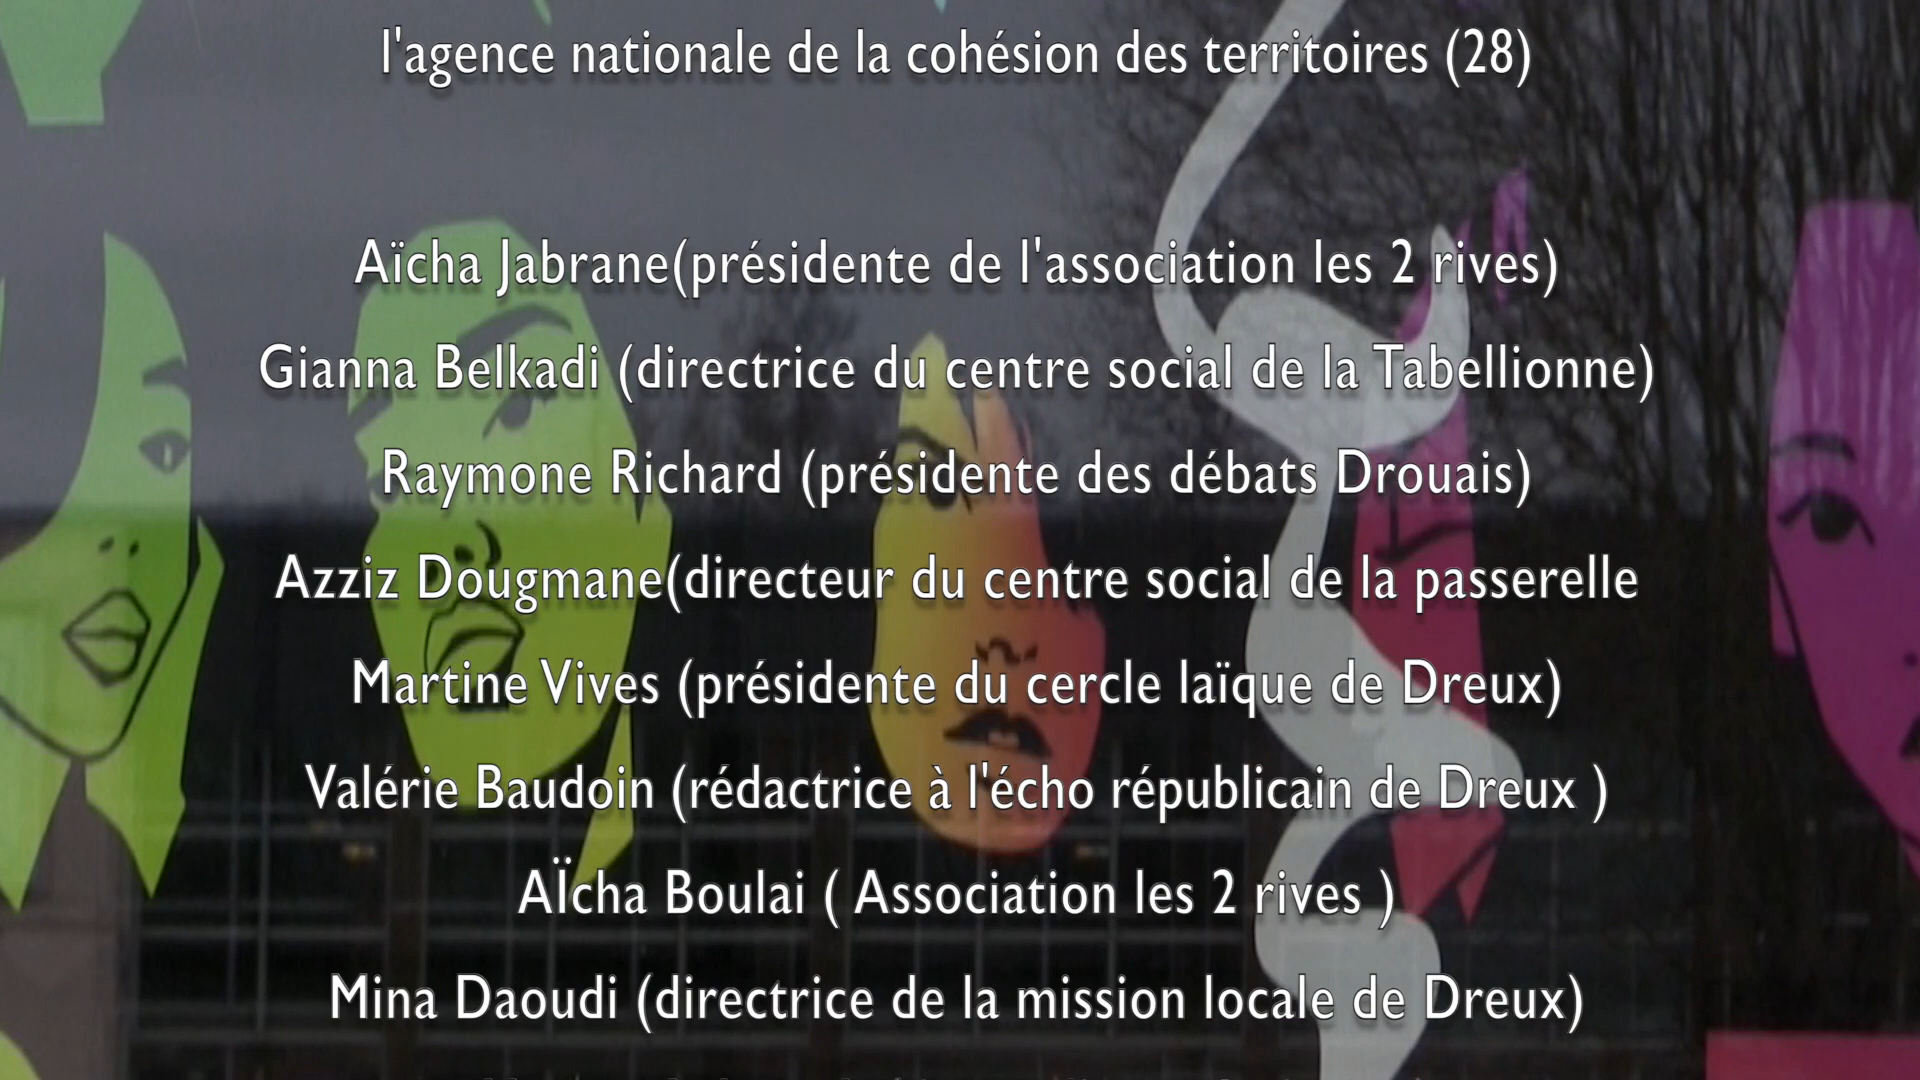 l'agence nationale de la cohésion des territoires (28)
Aïcha Jabrane(présidente de l'association les 2 rives)
Gianna Belkadi (directrice du centre social de la Tabellionne)
Raymone Richard (présidente des débats Drouais)
Azziz Dougmane(directeur du centre social de la passerelle
Martine Vives (présidente du cercle laïque de Dreux)
Valérie Baudoin (rédactrice à l'écho républicain de Dreux )
AÏcha Boulai ( Association les 2 rives )
Mina Daoudi (directrice de la mission locale de Dreux)